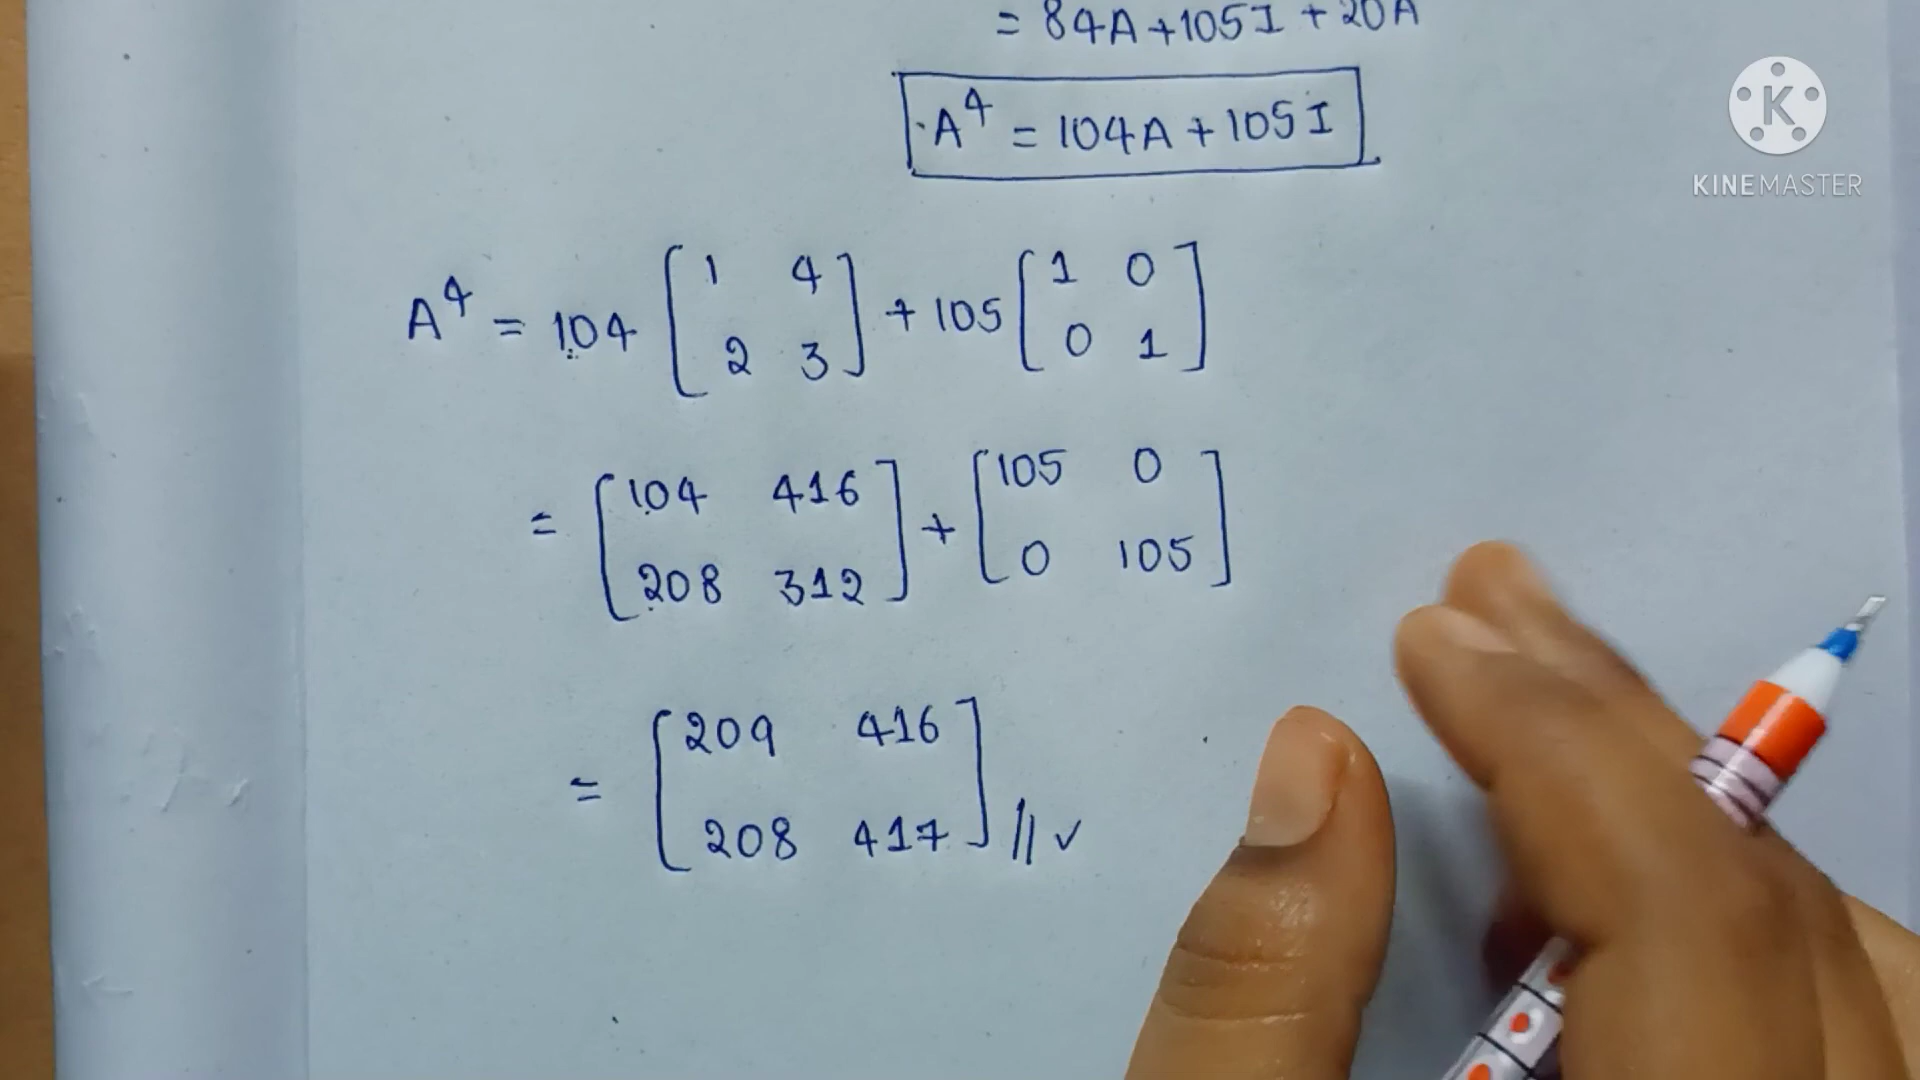 = 84A + 105I + 20A
A⁴ = 104A + 105I
K
KINEMASTER
A⁴ = 104 [ 1 4 ; 2 3 ] + 105 [ 1 0 ; 0 1 ]
= [ 104 416 ; 208 312 ] + [ 105 0 ; 0 105 ]
= [ 209 416 ; 208 417 ] // ✓